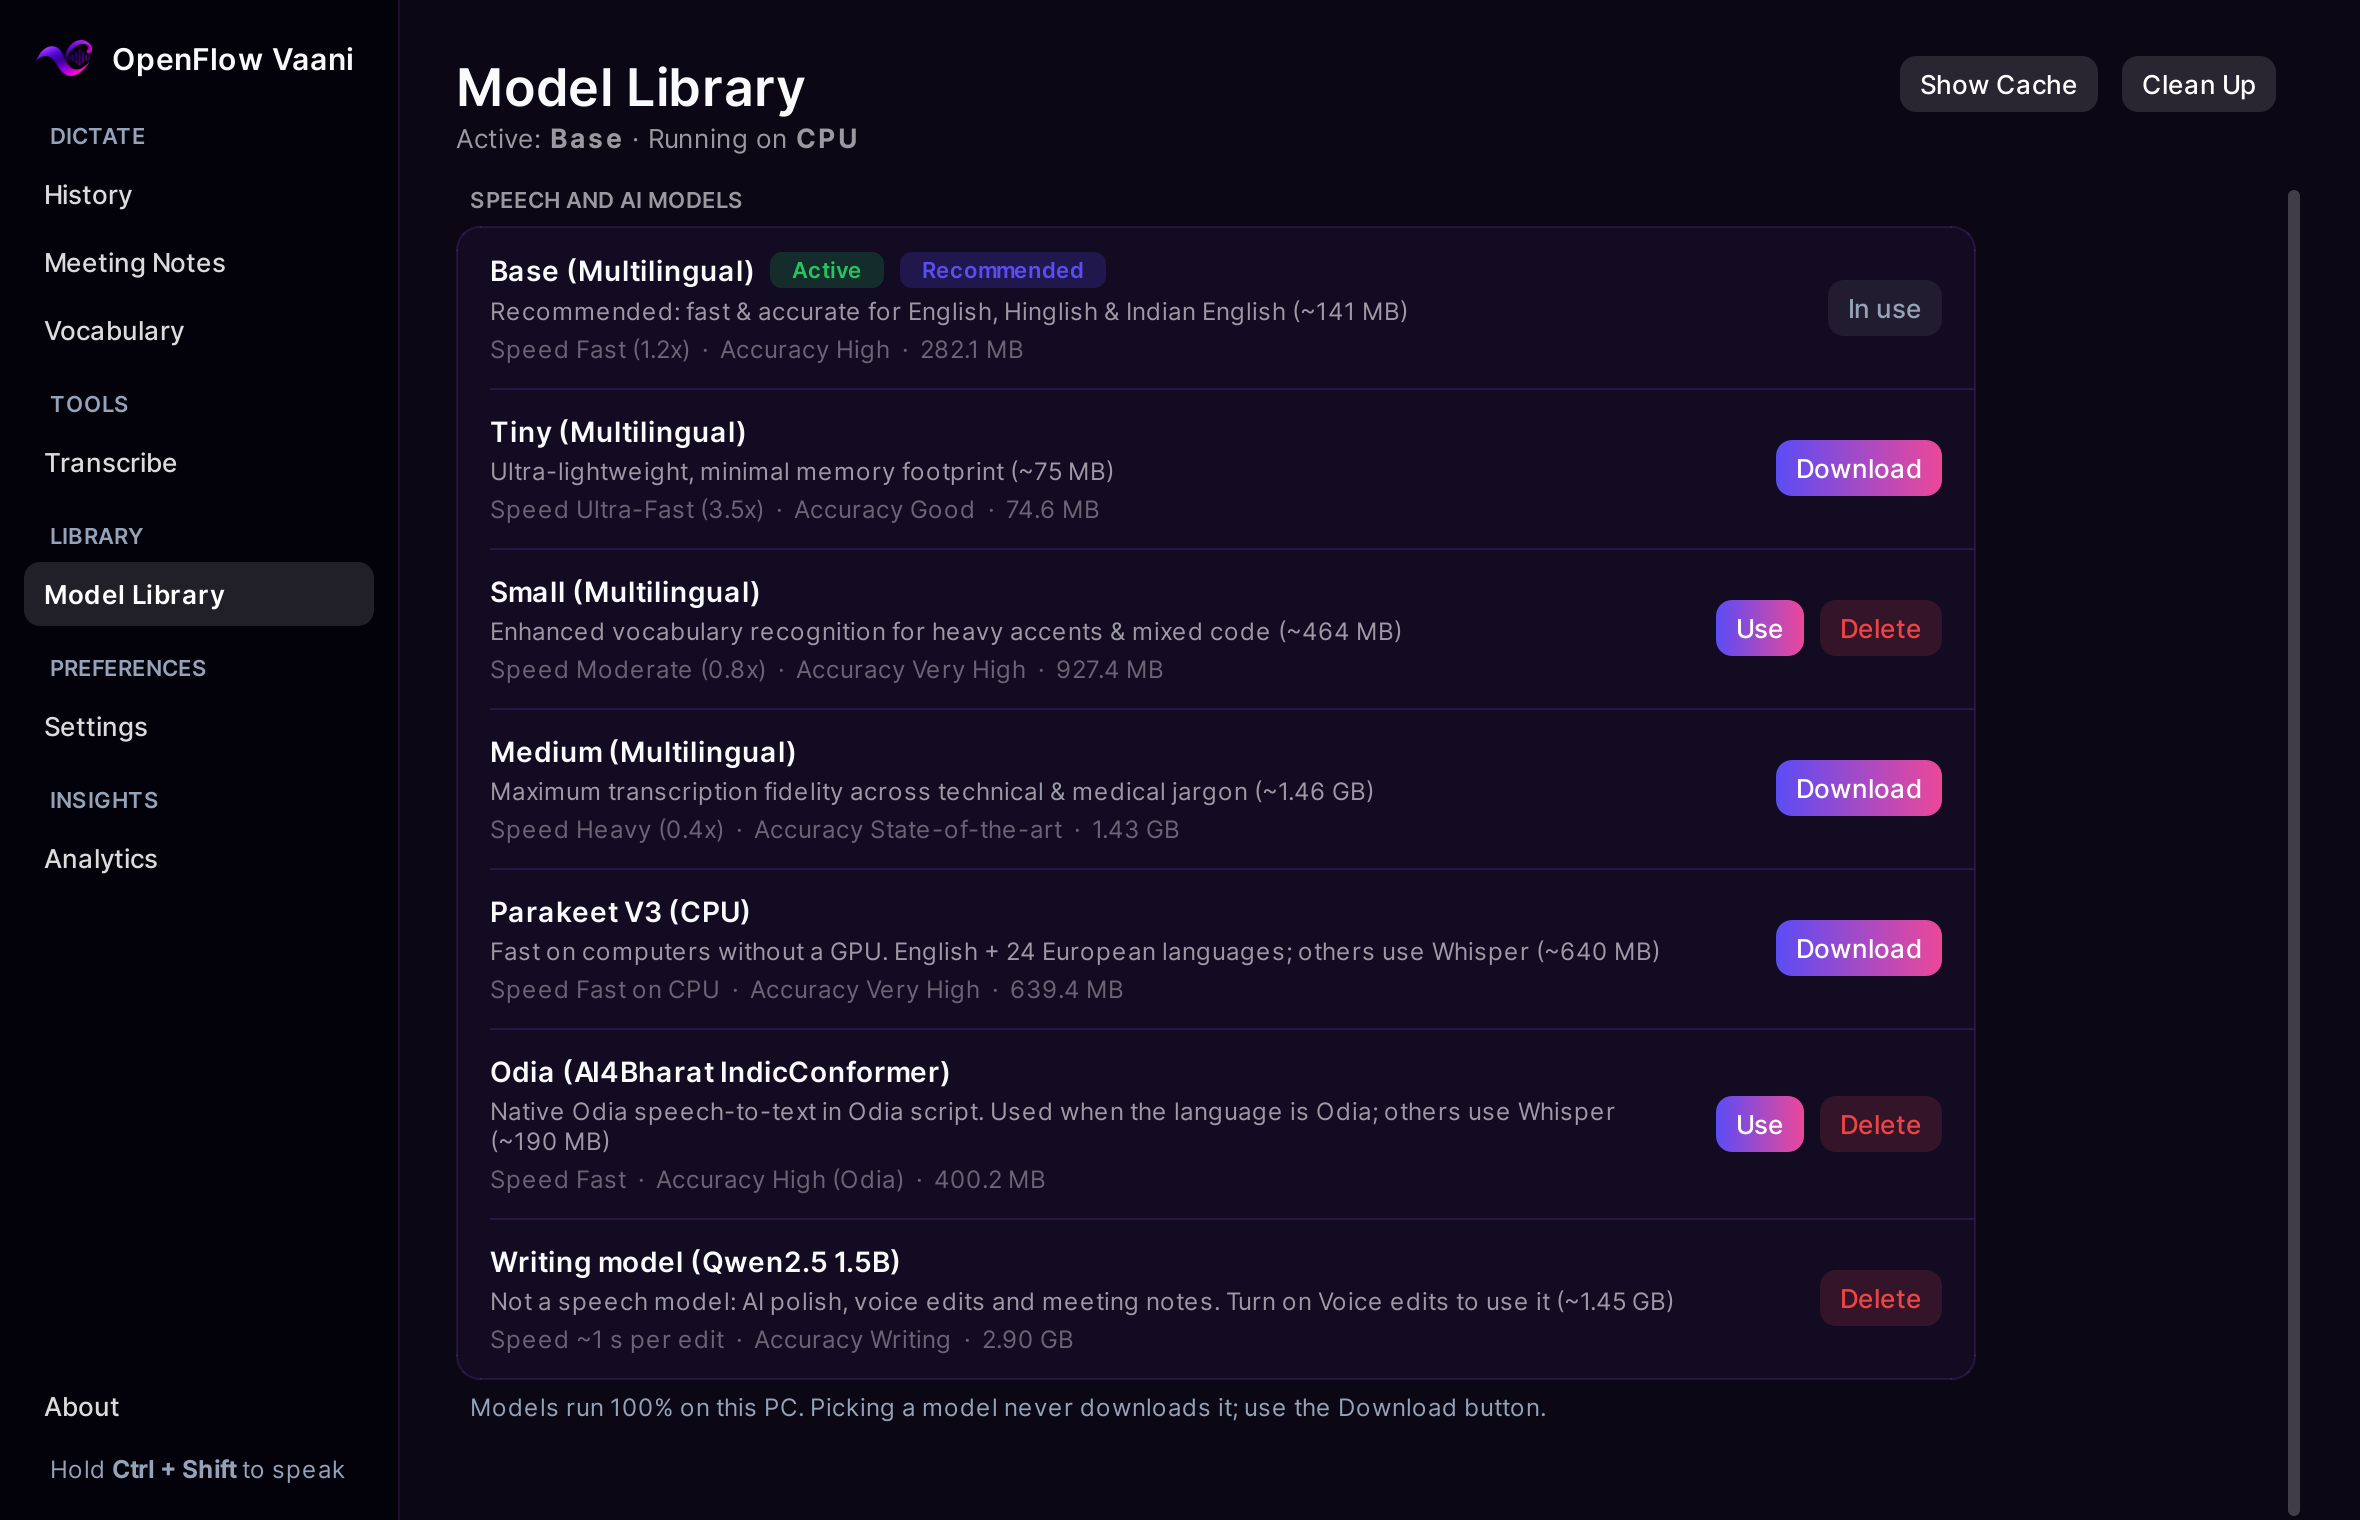 OpenFlow Vaani
DICTATE
History
Meeting Notes
Vocabulary
TOOLS
Transcribe
LIBRARY
Model Library
PREFERENCES
Settings
INSIGHTS
Analytics
About
Hold Ctrl + Shift to speak
Model Library
Active: Base · Running on CPU
Show Cache
Clean Up
SPEECH AND AI MODELS
Base (Multilingual) Active Recommended
Recommended: fast & accurate for English, Hinglish & Indian English (~141 MB)
Speed Fast (1.2x) · Accuracy High · 282.1 MB
In use
Tiny (Multilingual)
Ultra-lightweight, minimal memory footprint (~75 MB)
Speed Ultra-Fast (3.5x) · Accuracy Good · 74.6 MB
Download
Small (Multilingual)
Enhanced vocabulary recognition for heavy accents & mixed code (~464 MB)
Speed Moderate (0.8x) · Accuracy Very High · 927.4 MB
Use Delete
Medium (Multilingual)
Maximum transcription fidelity across technical & medical jargon (~1.46 GB)
Speed Heavy (0.4x) · Accuracy State-of-the-art · 1.43 GB
Download
Parakeet V3 (CPU)
Fast on computers without a GPU. English + 24 European languages; others use Whisper (~640 MB)
Speed Fast on CPU · Accuracy Very High · 639.4 MB
Download
Odia (AI4Bharat IndicConformer)
Native Odia speech-to-text in Odia script. Used when the language is Odia; others use Whisper
(~190 MB)
Speed Fast · Accuracy High (Odia) · 400.2 MB
Use Delete
Writing model (Qwen2.5 1.5B)
Not a speech model: AI polish, voice edits and meeting notes. Turn on Voice edits to use it (~1.45 GB)
Speed ~1 s per edit · Accuracy Writing · 2.90 GB
Delete
Models run 100% on this PC. Picking a model never downloads it; use the Download button.